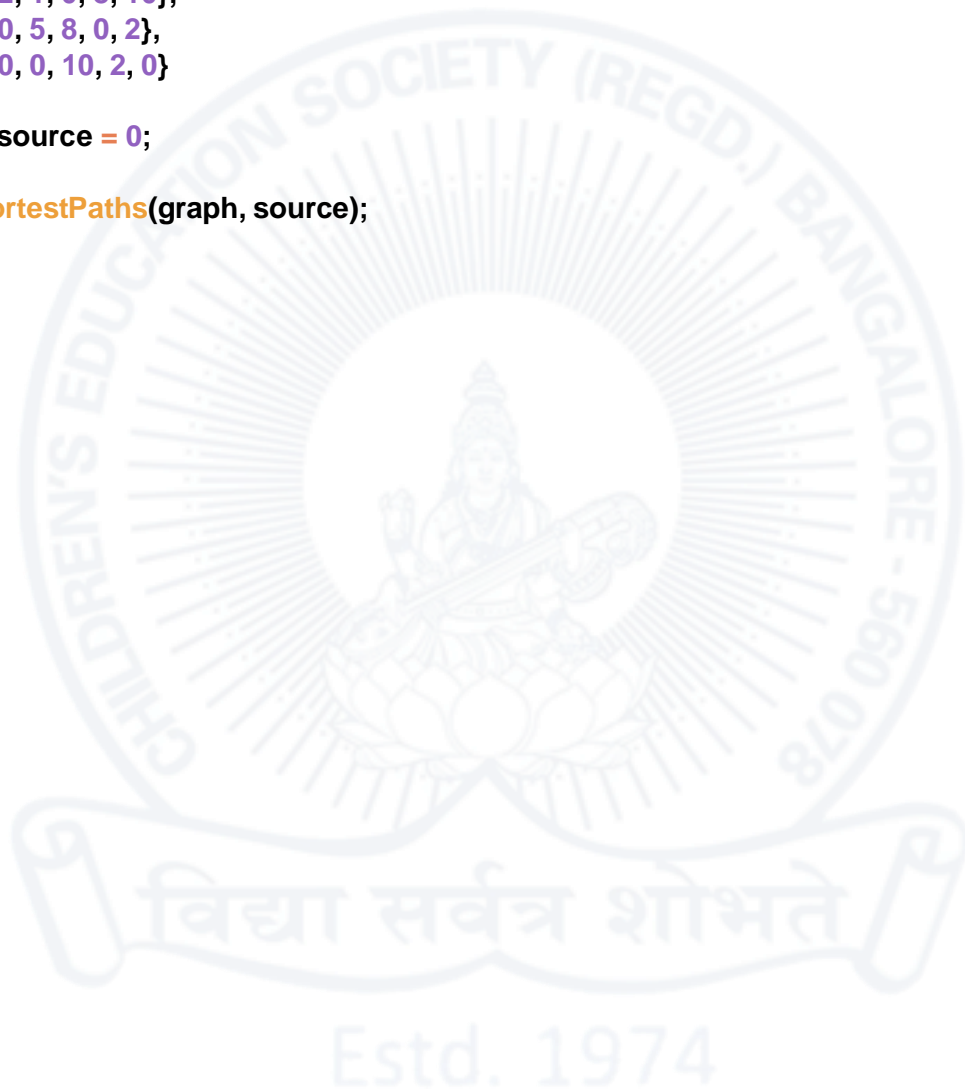 0, 5, 8, 0, 2},
0, 0, 10, 2, 0}
source = 0;
ortestPaths(graph, source);
CHILDREN'S EDUCATION SOCIETY (REGD.) BANGALORE - 560 078
विद्या सर्वत्र शोभते
Estd. 1974